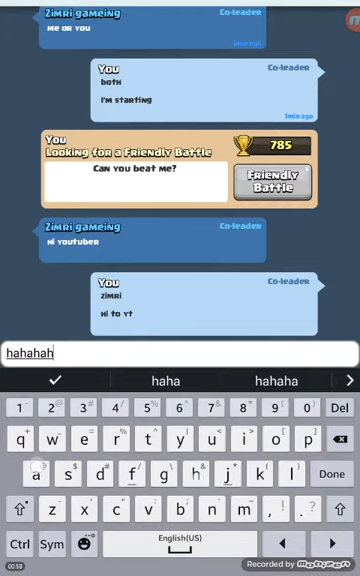 Zimri gameing
Co-leader
Me or you
You
Co-leader
both
I'm starting
1min ago
You
Looking for a Friendly Battle
785
Can you beat me?
Friendly
Battle
Zimri gameing
Co-leader
Hi youtuber
You
Co-leader
Zimri
Hi to yt
hahahah
haha
hahaha
1 2 3 4 5 6 7 8 9 0 Del
q w e r t y u i o p
a s d f g h j k l Done
z x c v b n m , ! . ?
Ctrl Sym English(US)
00:58
Recorded by Mobizen